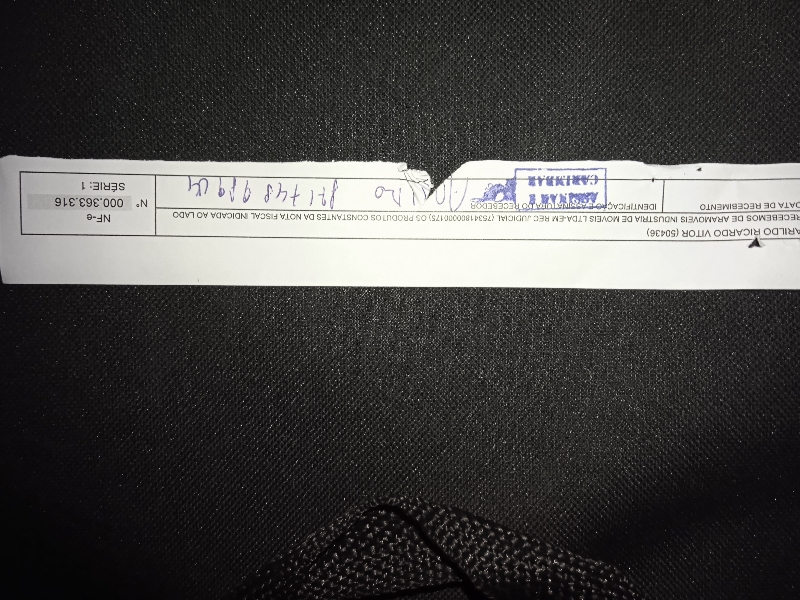 ARILDO RICARDO VITOR (50436)
RECEBEMOS DE ARAMOVEIS INDUSTRIA DE MOVEIS LTDA-EM REC JUDICIAL (75341800000175) OS PRODUTOS CONSTANTES DA NOTA FISCAL INDICADA AO LADO
DATA DE RECEBIMENTO
IDENTIFICAÇÃO E ASSINATURA DO RECEBEDOR
ASSINAR E
CARIMBAR
NF-e
Nº 000.363.316
SÉRIE: 1